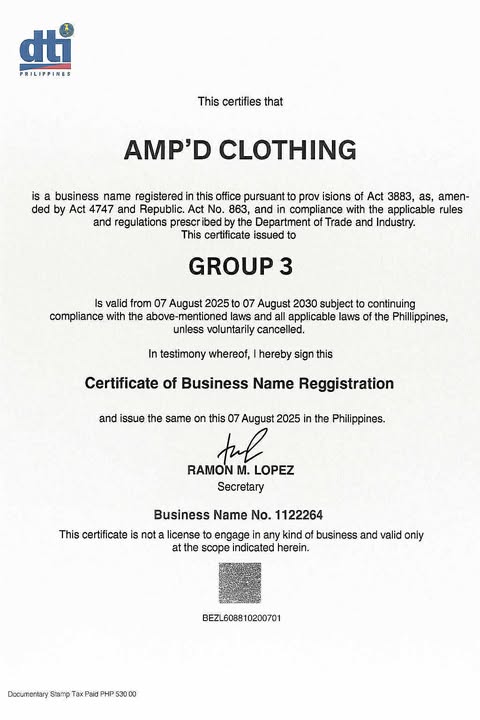 dti
PHILIPPINES
This certifies that
AMP'D CLOTHING
is a business name registered in this office pursuant to prov isions of Act 3883, as, amen-
ded by Act 4747 and Republic. Act No. 863, and in compliance with the applicable rules
and regulations prescribed by the Department of Trade and Industry.
This certificate issued to
GROUP 3
Is valid from 07 August 2025 to 07 August 2030 subject to continuing
compliance with the above-mentioned laws and all applicable laws of the Phillippines,
unless voluntarily cancelled.
In testimony whereof, I hereby sign this
Certificate of Business Name Reggistration
and issue the same on this 07 August 2025 in the Philippines.
RAMON M. LOPEZ
Secretary
Business Name No. 1122264
This certificate is not a license to engage in any kind of business and valid only
at the scope indicated herein.
BEZL608810200701
Documentary Stamp Tax Paid PHP 530 00